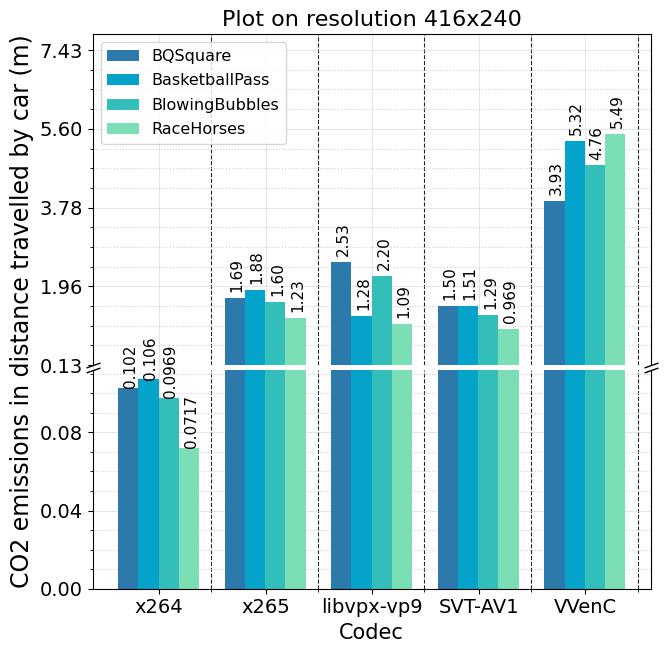 Plot on resolution 416x240
CO2 emissions in distance travelled by car (m)
7.43
5.60
3.78
1.96
0.13
0.08
0.04
0.00
BQSquare
BasketballPass
BlowingBubbles
RaceHorses
0.102
0.106
0.0969
0.0717
1.69
1.88
1.60
1.23
2.53
1.28
2.20
1.09
1.50
1.51
1.29
0.969
3.93
5.32
4.76
5.49
x264
x265
libvpx-vp9
SVT-AV1
VVenC
Codec